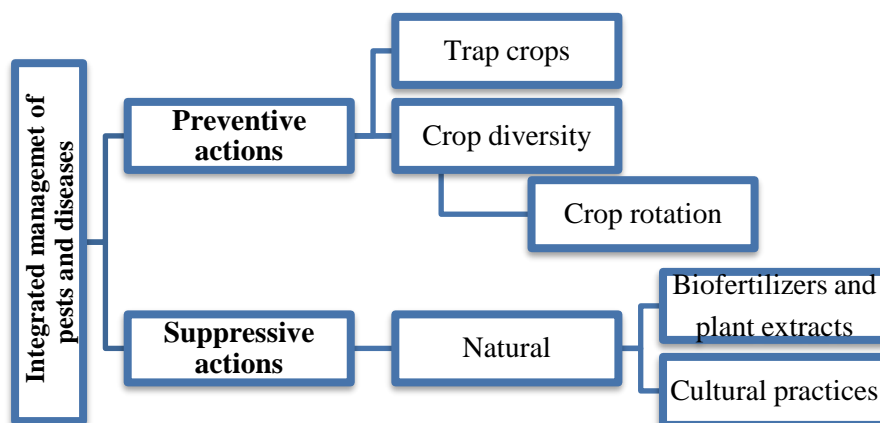 Integrated managemet of
pests and diseases
Preventive
actions
Trap crops
Crop diversity
Crop rotation
Suppressive
actions
Natural
Biofertilizers and
plant extracts
Cultural practices